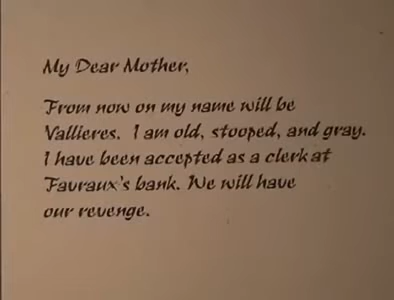 My Dear Mother,
From now on my name will be
Vallieres. I am old, stooped, and gray.
I have been accepted as a clerk at
Favraux's bank. We will have
our revenge.